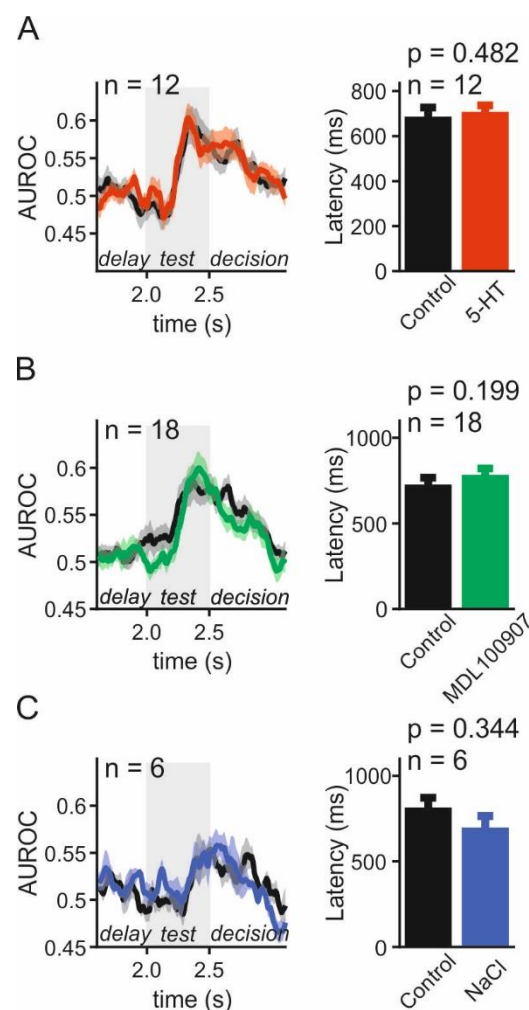 A
n = 12
AUROC
0.6
0.55
0.5
0.45
delay test decision
2.0 2.5
time (s)
p = 0.482
n = 12
Latency (ms)
800
600
400
200
0
Control
5-HT
B
n = 18
AUROC
0.6
0.55
0.5
0.45
delay test decision
2.0 2.5
time (s)
p = 0.199
n = 18
Latency (ms)
1000
500
0
Control
MDL100907
C
n = 6
AUROC
0.6
0.55
0.5
0.45
delay test decision
2.0 2.5
time (s)
p = 0.344
n = 6
Latency (ms)
1000
500
0
Control
NaCl